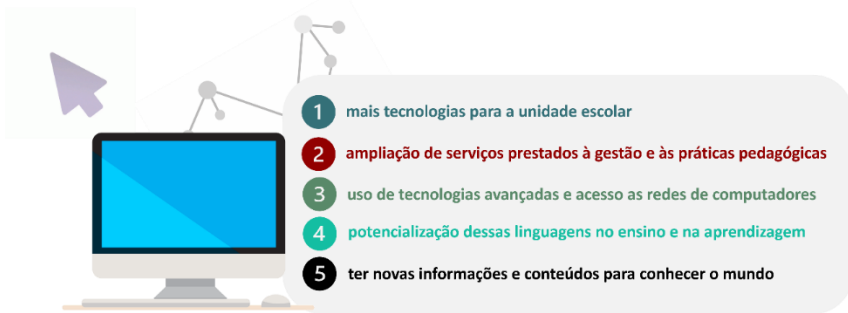 1 mais tecnologias para a unidade escolar
2 ampliação de serviços prestados à gestão e às práticas pedagógicas
3 uso de tecnologias avançadas e acesso as redes de computadores
4 potencialização dessas linguagens no ensino e na aprendizagem
5 ter novas informações e conteúdos para conhecer o mundo